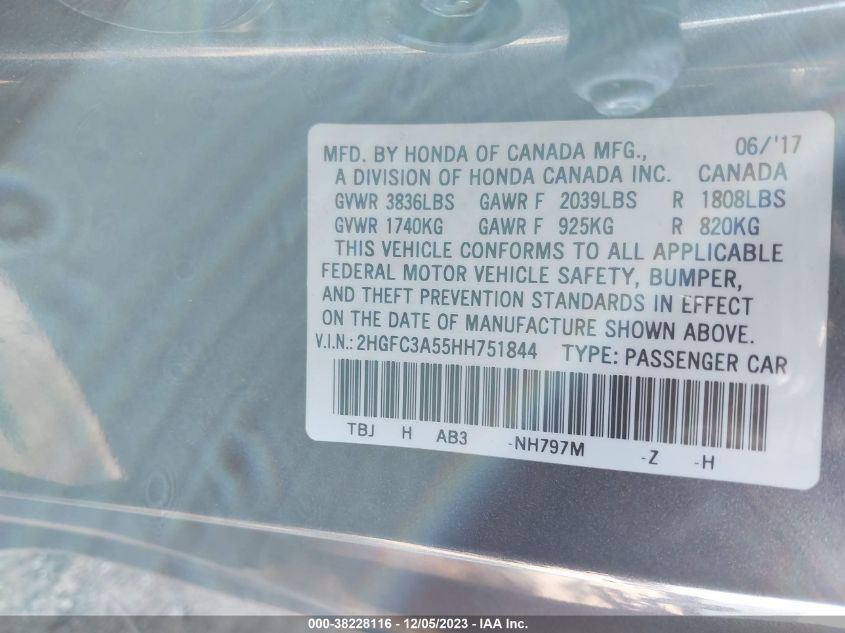 06/'17
MFD. BY HONDA OF CANADA MFG.,
A DIVISION OF HONDA CANADA INC. CANADA
GVWR 3836LBS GAWR F 2039LBS R 1808LBS
GVWR 1740KG GAWR F 925KG R 820KG
THIS VEHICLE CONFORMS TO ALL APPLICABLE
FEDERAL MOTOR VEHICLE SAFETY, BUMPER,
AND THEFT PREVENTION STANDARDS IN EFFECT
ON THE DATE OF MANUFACTURE SHOWN ABOVE.
V.I.N.: 2HGFC3A55HH751844 TYPE: PASSENGER CAR
TBJ H AB3 -NH797M -Z -H
000-38228116 - 12/05/2023 - IAA Inc.